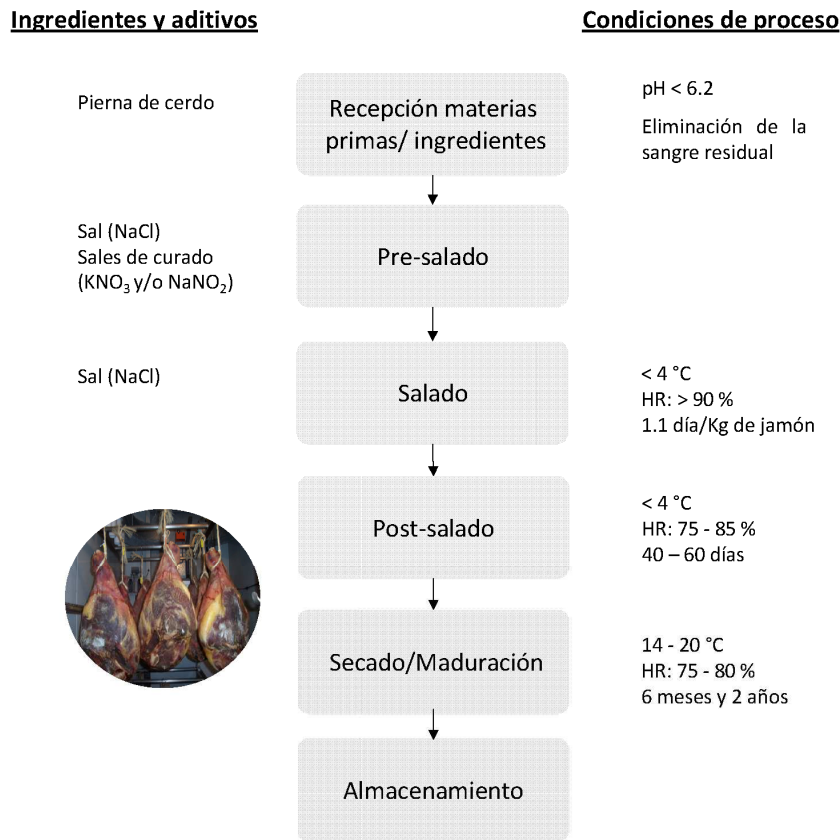 Ingredientes y aditivos
Condiciones de proceso
Pierna de cerdo
Recepción materias
primas/ ingredientes
pH < 6.2
Eliminación de la
sangre residual
Sal (NaCl)
Sales de curado
(KNO₃ y/o NaNO₂)
Pre-salado
Sal (NaCl)
Salado
< 4 °C
HR: > 90 %
1.1 día/Kg de jamón
Post-salado
< 4 °C
HR: 75 - 85 %
40 – 60 días
Secado/Maduración
14 - 20 °C
HR: 75 - 80 %
6 meses y 2 años
Almacenamiento